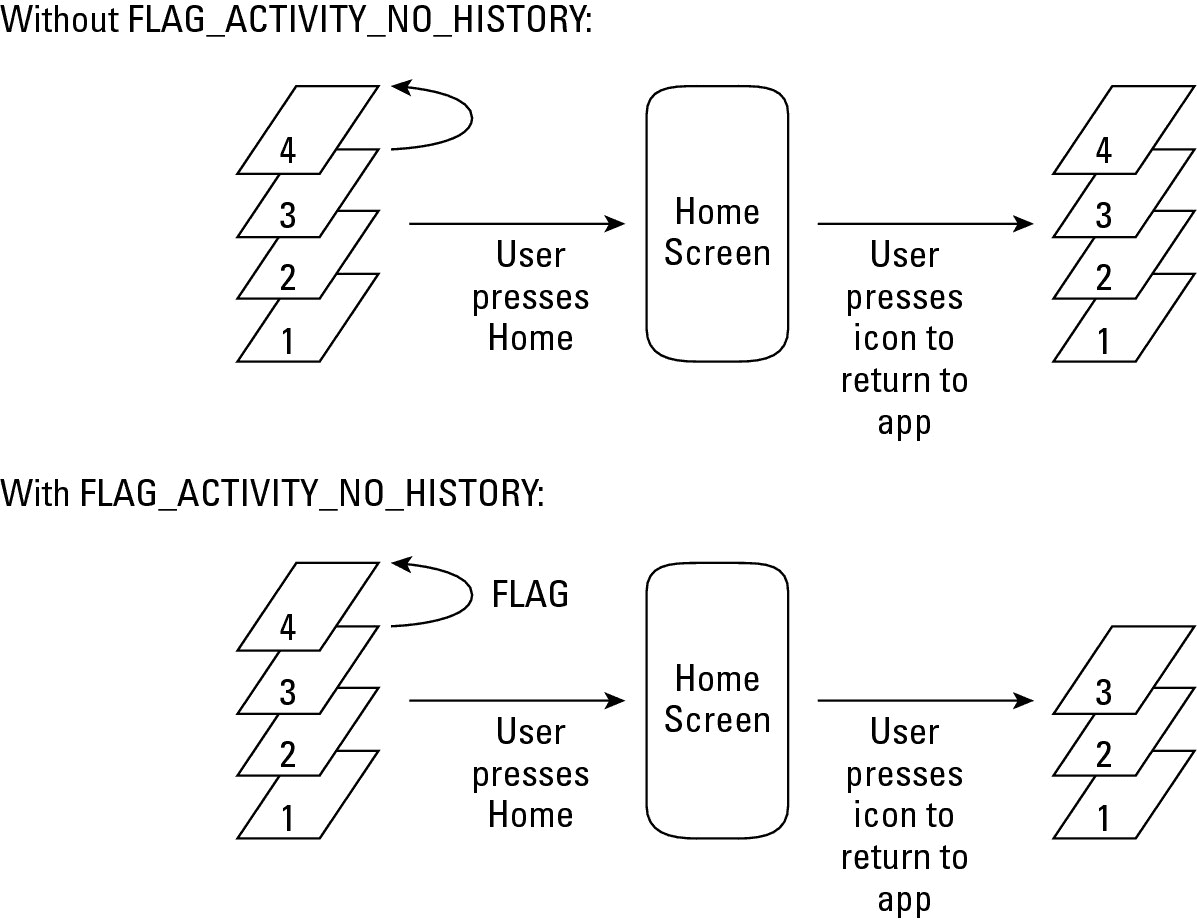 Without FLAG_ACTIVITY_NO_HISTORY:
4
3
2
1
User
presses
Home
Home
Screen
User
presses
icon to
return to
app
4
3
2
1
With FLAG_ACTIVITY_NO_HISTORY:
4
3
2
1
FLAG
User
presses
Home
Home
Screen
User
presses
icon to
return to
app
3
2
1